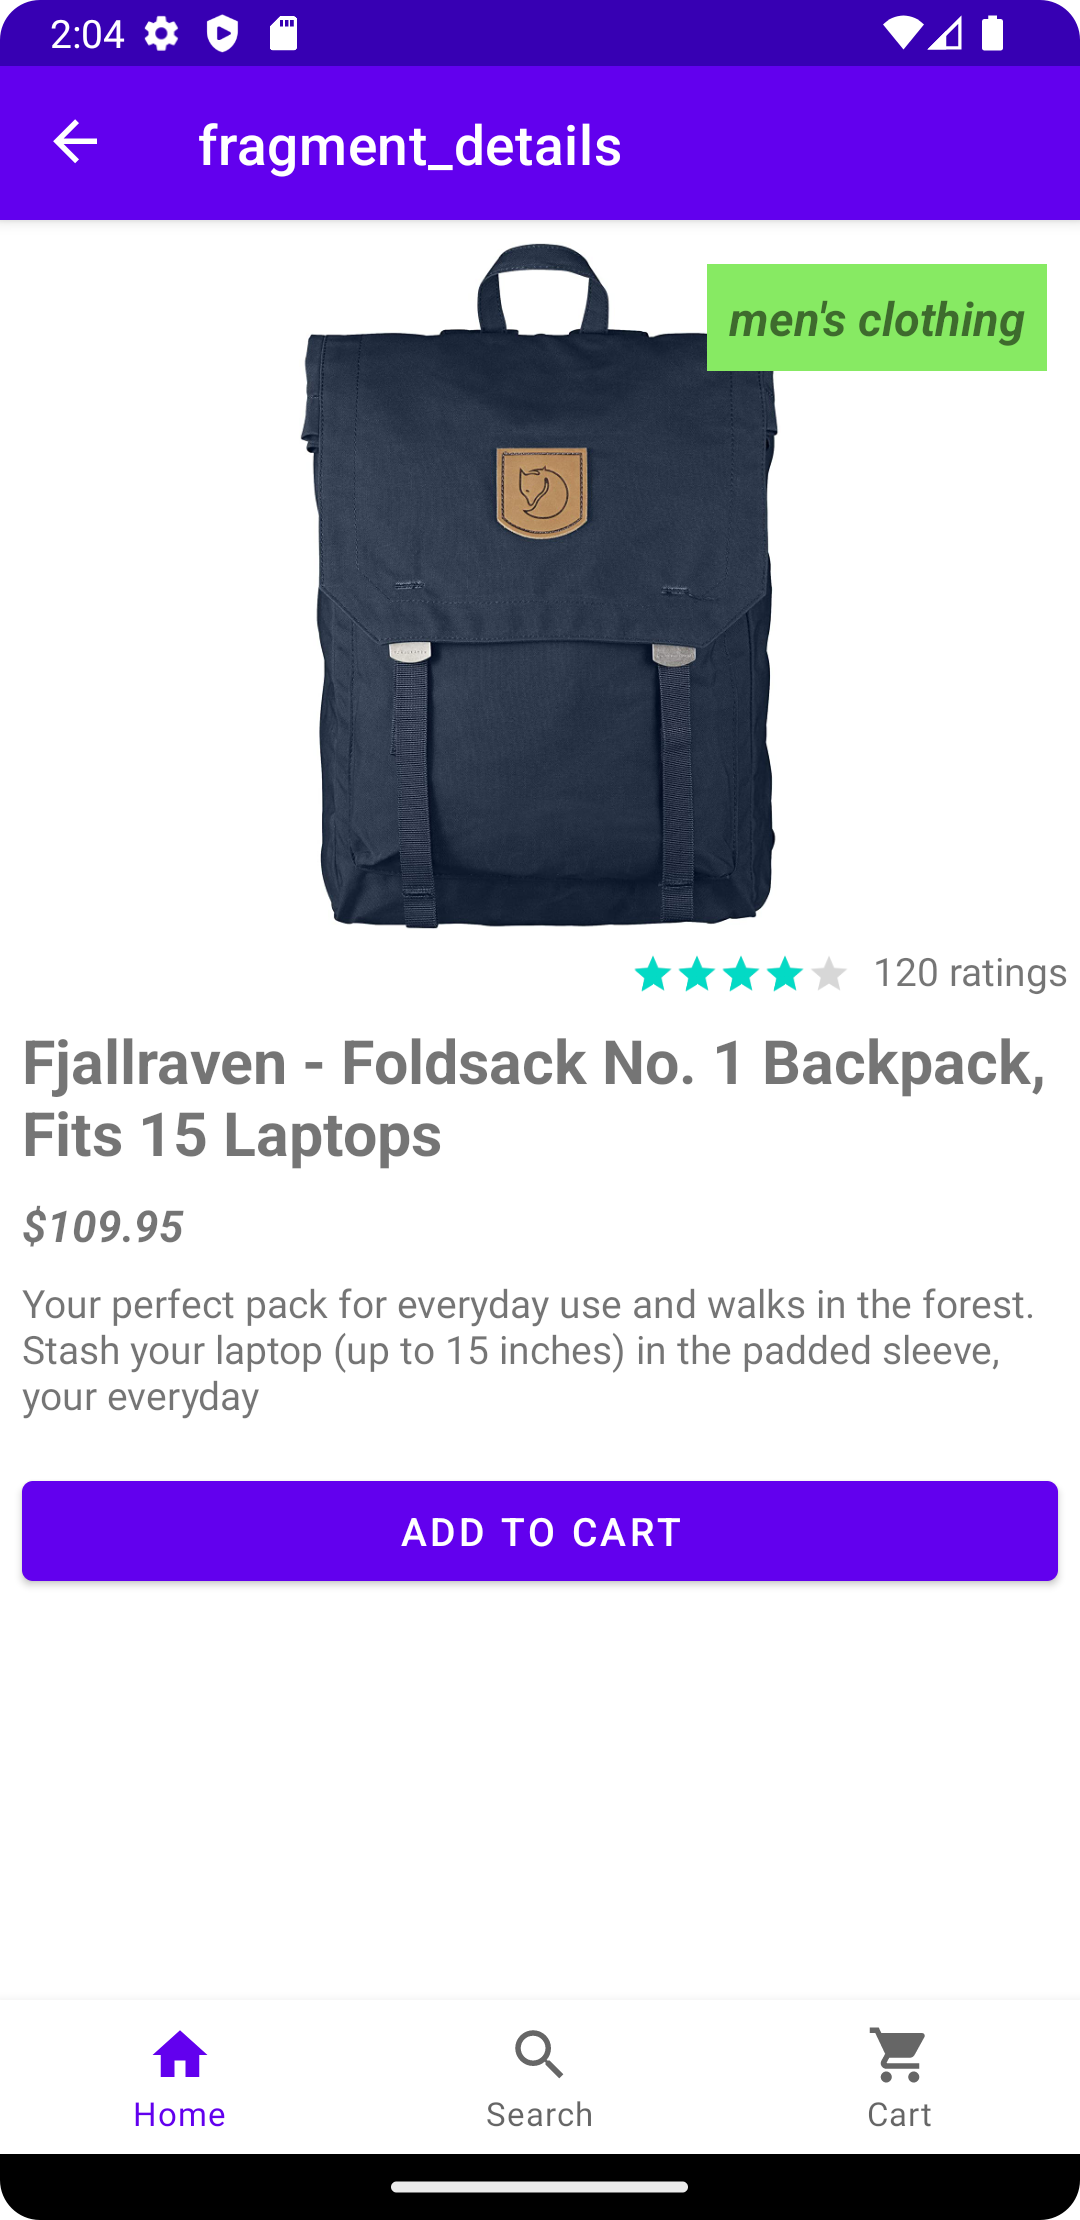 2:04
fragment_details
men's clothing
120 ratings
Fjallraven - Foldsack No. 1 Backpack,
Fits 15 Laptops
$109.95
Your perfect pack for everyday use and walks in the forest.
Stash your laptop (up to 15 inches) in the padded sleeve,
your everyday
ADD TO CART
Home
Search
Cart